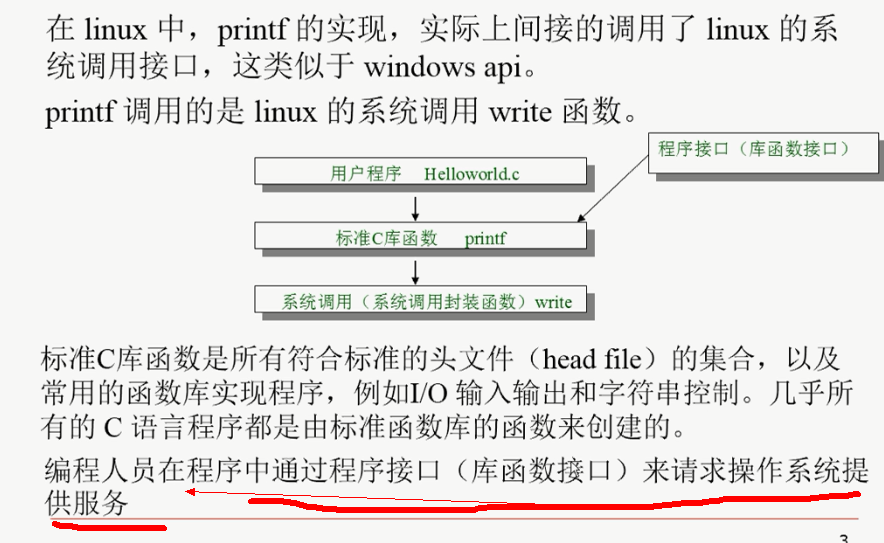 在 linux 中，printf 的实现，实际上间接的调用了 linux 的系
统调用接口，这类似于 windows api。
printf 调用的是 linux 的系统调用 write 函数。
程序接口（库函数接口）
用户程序 Helloworld.c
标准C库函数 printf
系统调用（系统调用封装函数）write
标准C库函数是所有符合标准的头文件（head file）的集合，以及
常用的函数库实现程序，例如I/O 输入输出和字符串控制。几乎所
有的 C 语言程序都是由标准函数库的函数来创建的。
编程人员在程序中通过程序接口（库函数接口）来请求操作系统提
供服务
3